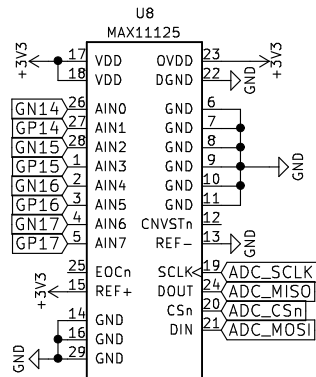 U8
MAX11125
+3V3 17 VDD OVDD 23 +3V3
18 VDD DGND 22 GND
GN14 26 AIN0 GND 6
GP14 27 AIN1 GND 7
GN15 28 AIN2 GND 8
GP15 1 AIN3 GND 9 GND
GN16 2 AIN4 GND 10
GP16 3 AIN5 GND 11
GN17 4 AIN6 CNVSTn 12
GP17 5 AIN7 REF- 13 GND
25 EOCn SCLK 19 ADC_SCLK
+3V3 15 REF+ DOUT 24 ADC_MISO
14 GND CSn 20 ADC_CSn
16 GND DIN 21 ADC_MOSI
GND 29 GND